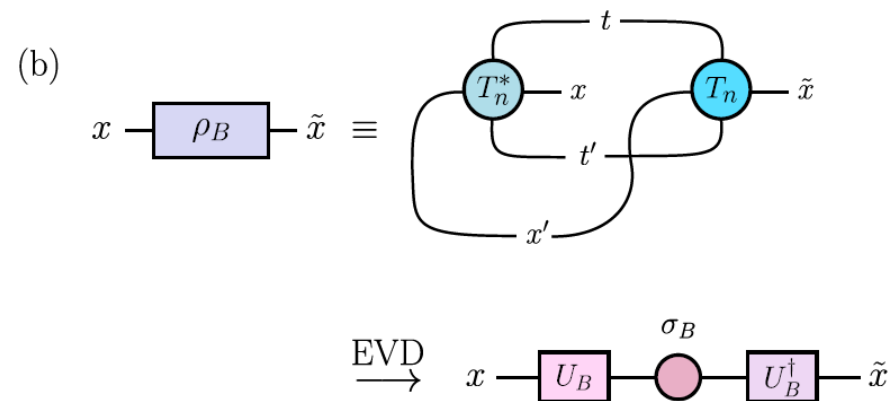 t
(b)
x ρ_B x̃ ≡ T_n^* x T_n x̃
t′
x′
σ_B
EVD
x U_B U_B^† x̃